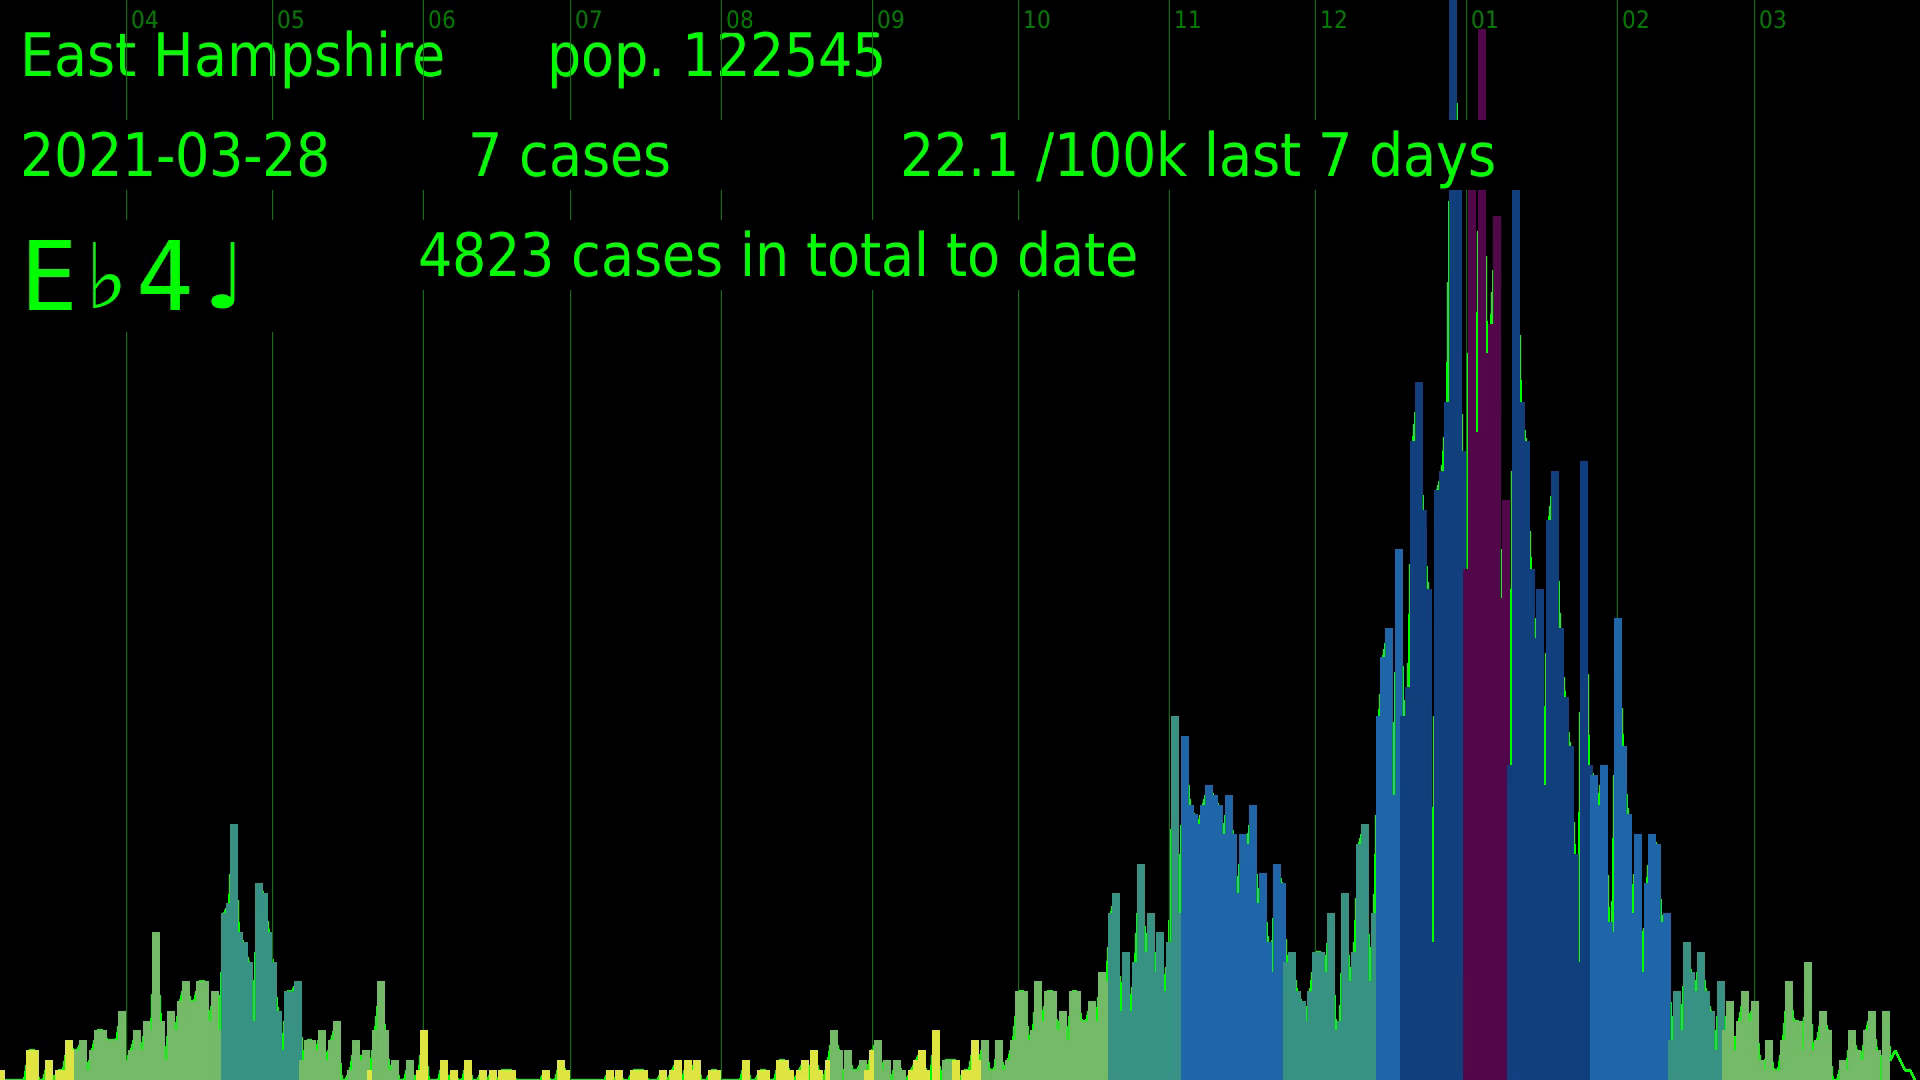 04 05 06 07 08 09 10 11 12 01 02 03
East Hampshire pop. 122545
2021-03-28 7 cases 22.1 /100k last 7 days
E♭4♩ 4823 cases in total to date